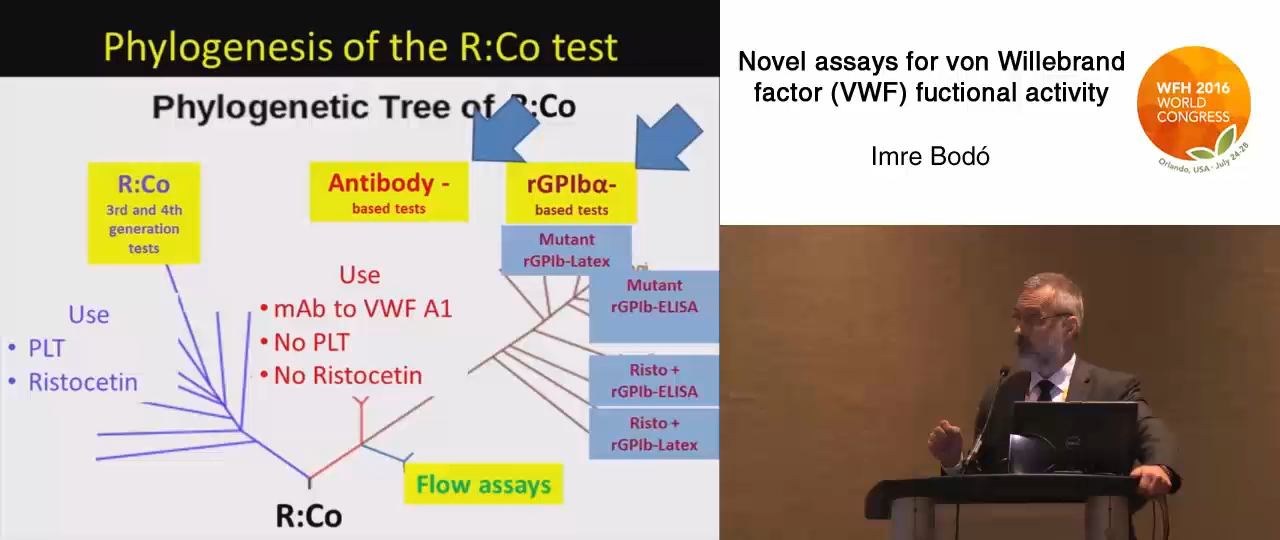 Phylogenesis of the R:Co test
Phylogenetic Tree of R:Co
R:Co
3rd and 4th
generation
tests
Antibody -
based tests
rGPIbα-
based tests
Mutant
rGPIb-Latex
Mutant
rGPIb-ELISA
Risto +
rGPIb-ELISA
Risto +
rGPIb-Latex
Use
• PLT
• Ristocetin
Use
• mAb to VWF A1
• No PLT
• No Ristocetin
Flow assays
R:Co
Novel assays for von Willebrand
factor (VWF) fuctional activity
Imre Bodó
WFH 2016
WORLD
CONGRESS
Orlando, USA · July 24-28